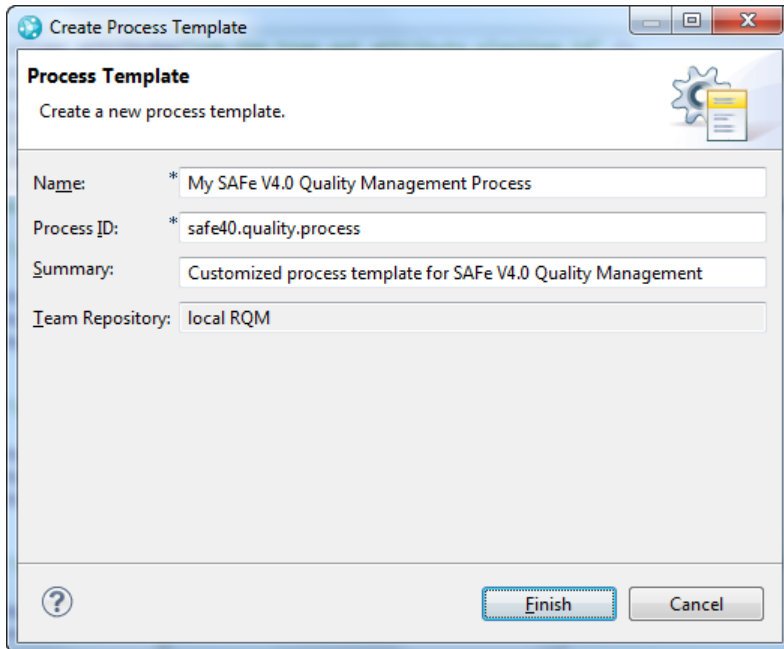 Create Process Template
Process Template
Create a new process template.
Name: * My SAFe V4.0 Quality Management Process
Process ID: * safe40.quality.process
Summary: Customized process template for SAFe V4.0 Quality Management
Team Repository: local RQM
Finish Cancel